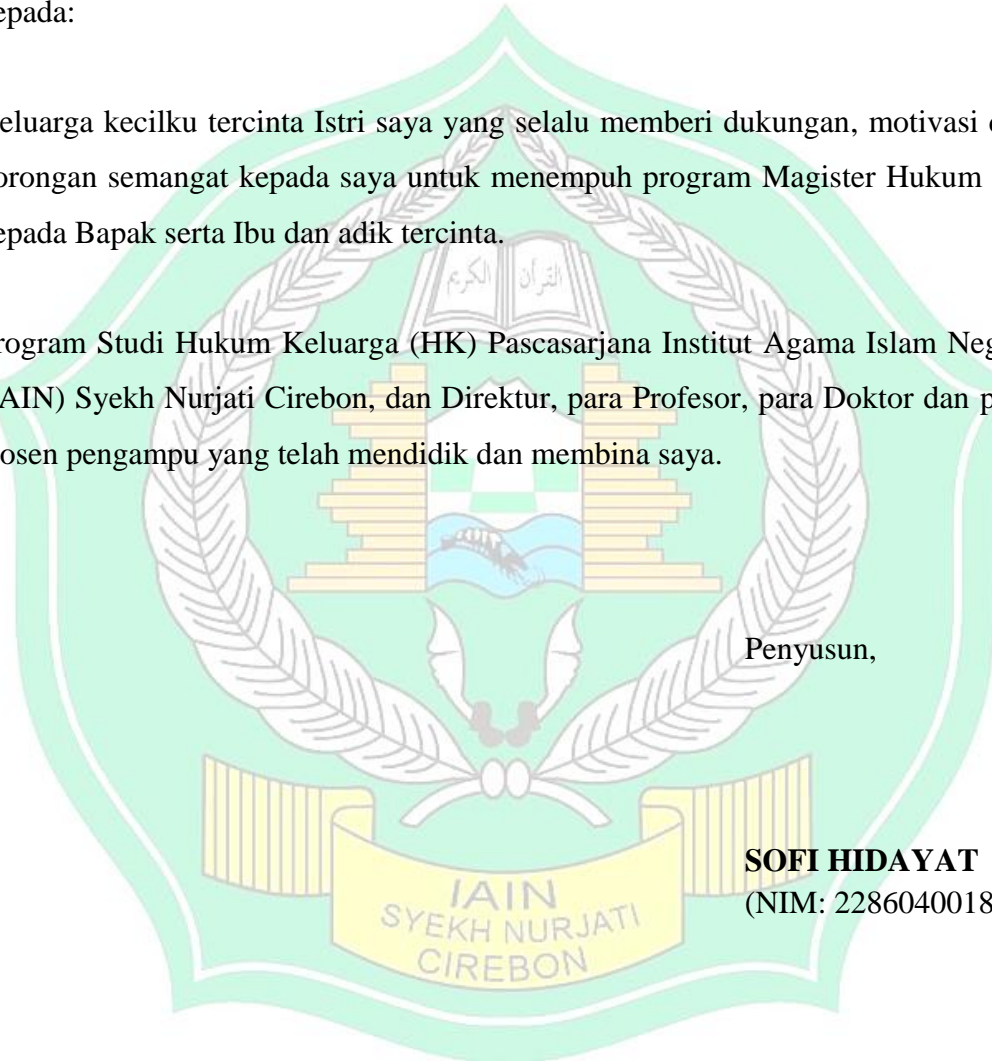 epada:
eluarga kecilku tercinta Istri saya yang selalu memberi dukungan, motivasi d
orongan semangat kepada saya untuk menempuh program Magister Hukum
epada Bapak serta Ibu dan adik tercinta.
القرآن الكريم
rogram Studi Hukum Keluarga (HK) Pascasarjana Institut Agama Islam Neg
AIN) Syekh Nurjati Cirebon, dan Direktur, para Profesor, para Doktor dan p
osen pengampu yang telah mendidik dan membina saya.
Penyusun,
SOFI HIDAYAT
(NIM: 2286040018
IAIN
SYEKH NURJATI
CIREBON